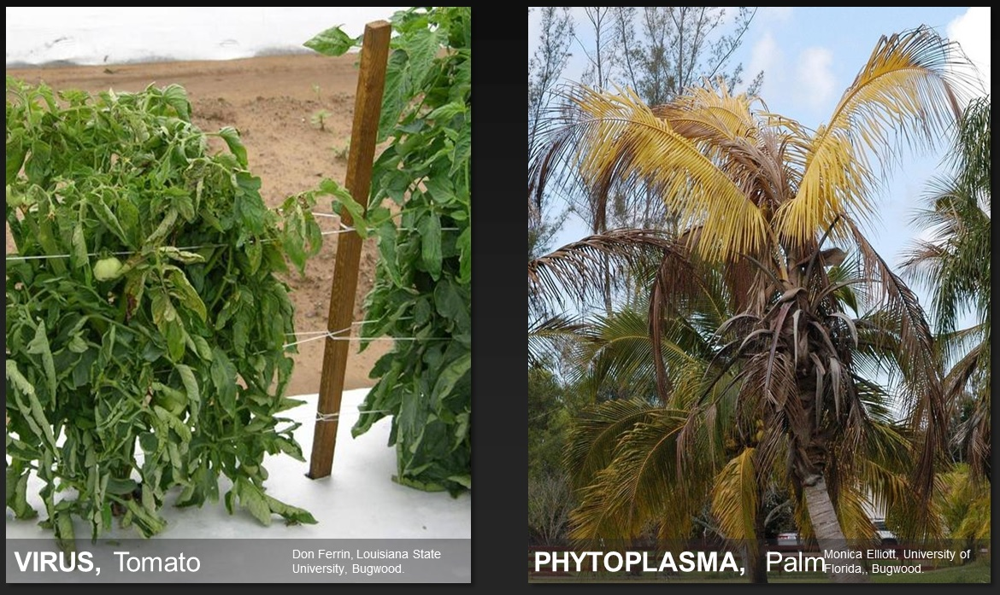 VIRUS, Tomato
Don Ferrin, Louisiana State
University, Bugwood.
PHYTOPLASMA, Palm
Monica Elliott, University of
Florida,, Bugwood.